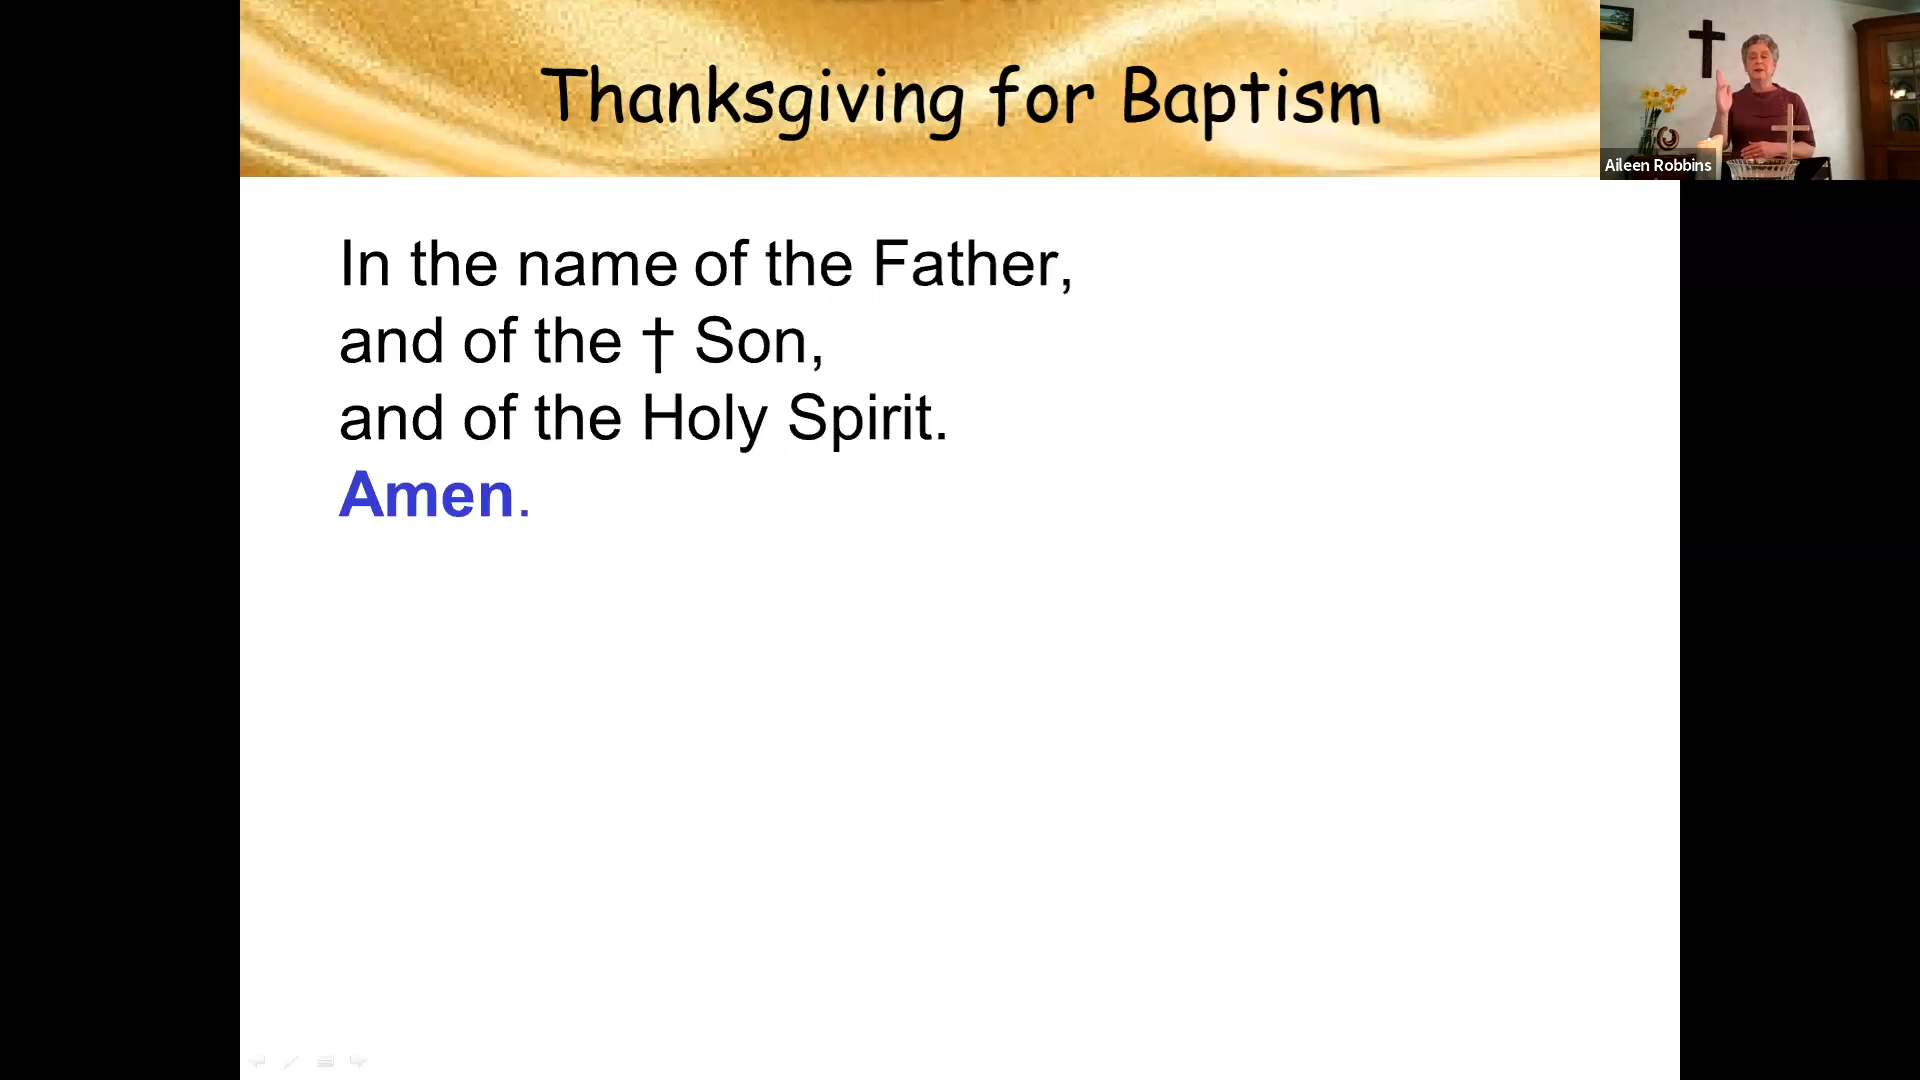 Thanksgiving for Baptism
Aileen Robbins
In the name of the Father,
and of the † Son,
and of the Holy Spirit.
Amen.